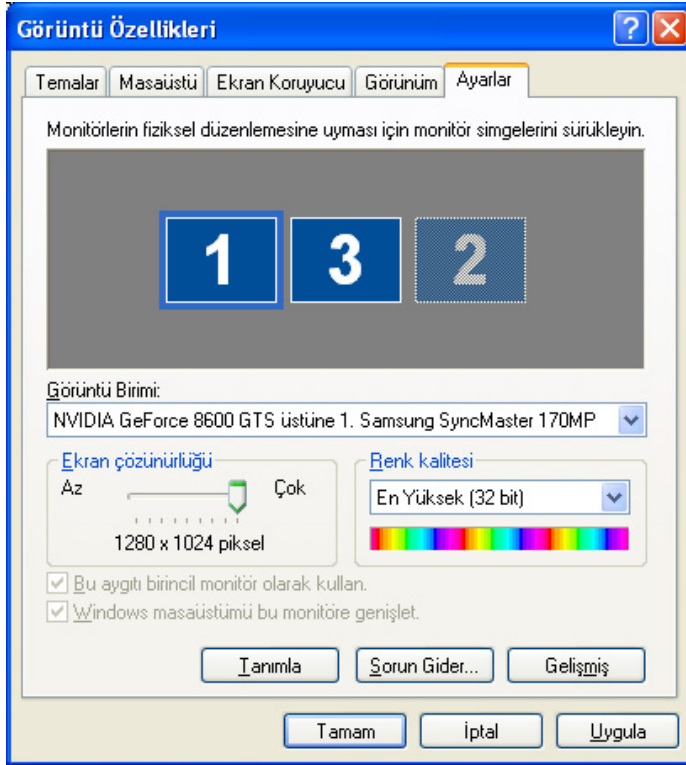 Görüntü Özellikleri
Temalar Masaüstü Ekran Koruyucu Görünüm Ayarlar
Monitörlerin fiziksel düzenlemesine uyması için monitör simgelerini sürükleyin.
1 3 2
Görüntü Birimi:
NVIDIA GeForce 8600 GTS üstüne 1. Samsung SyncMaster 170MP
Ekran çözünürlüğü
Az Çok
1280 x 1024 piksel
Renk kalitesi
En Yüksek (32 bit)
Bu aygıtı birincil monitör olarak kullan.
Windows masaüstümü bu monitöre genişlet.
Tanımla Sorun Gider... Gelişmiş
Tamam İptal Uygula